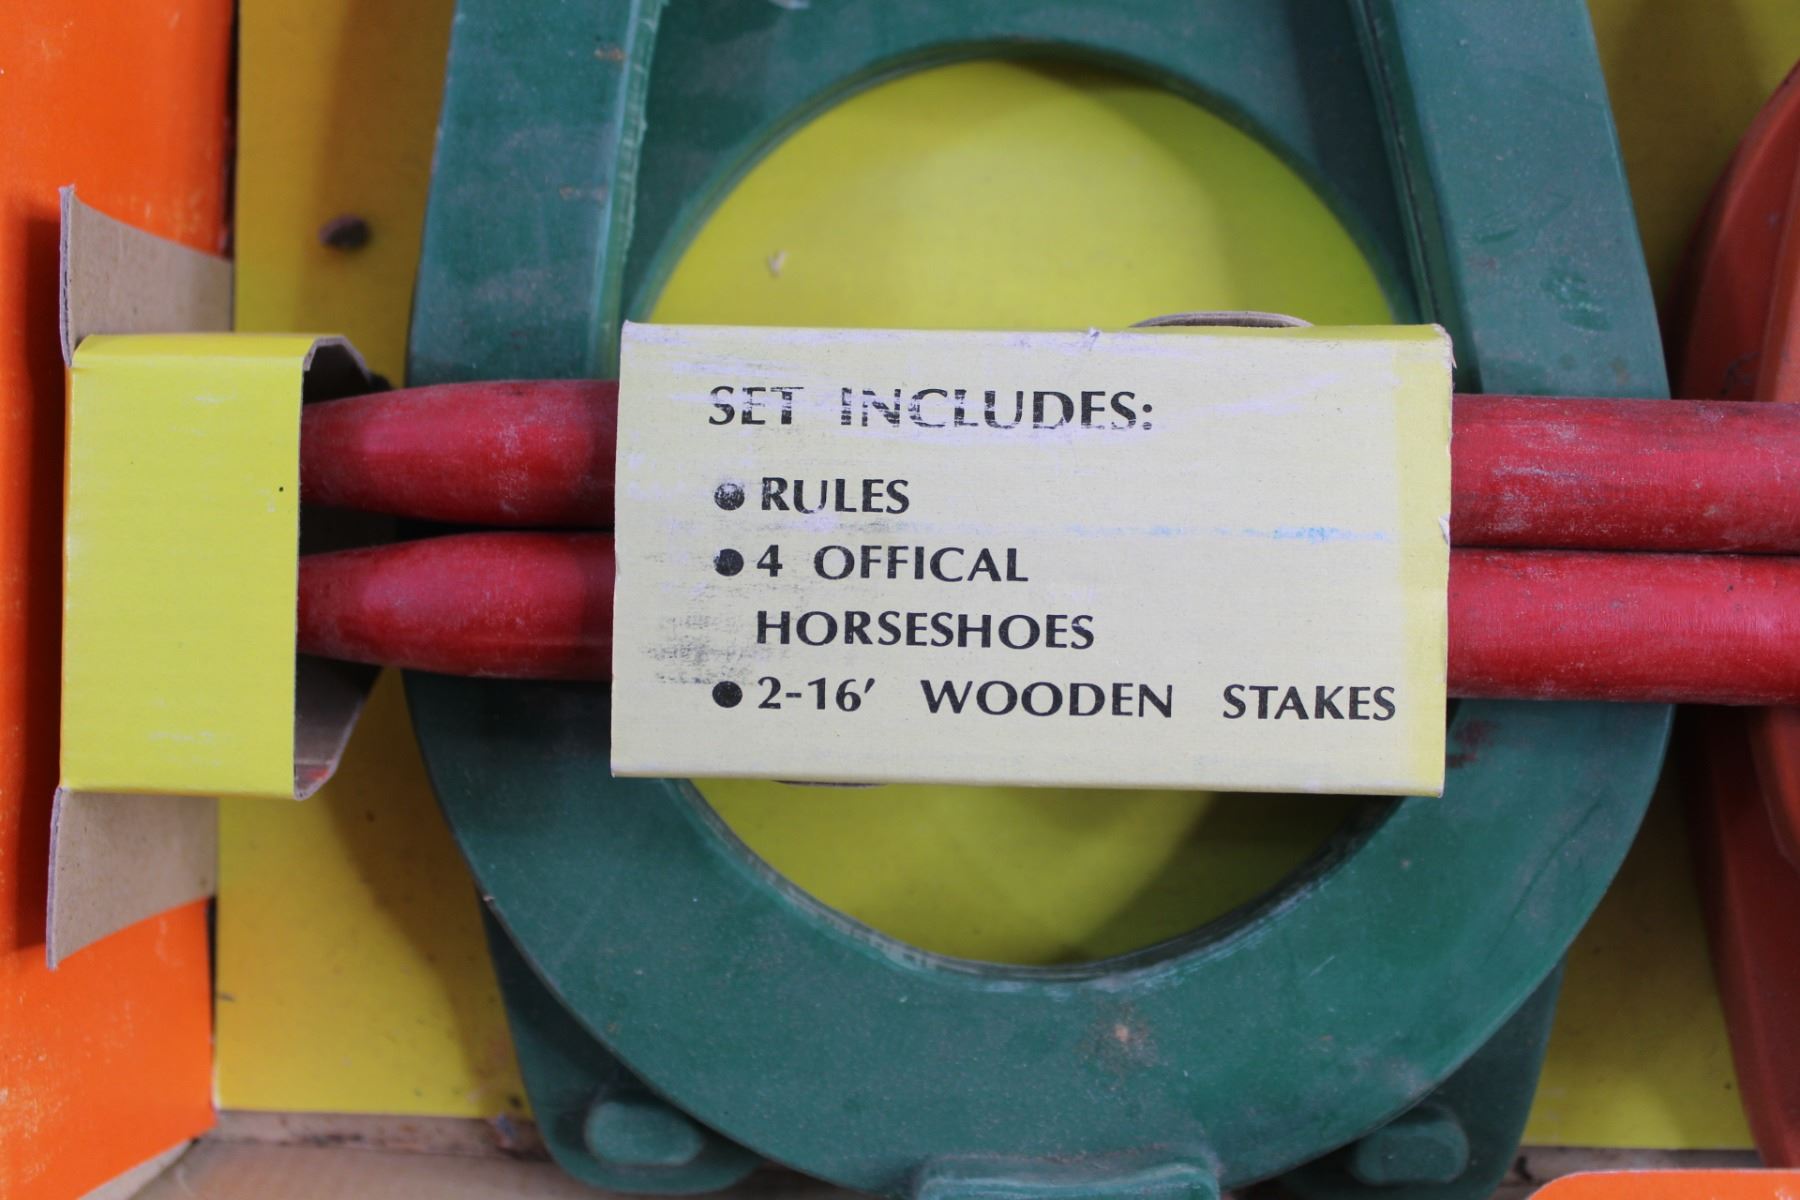 SET INCLUDES:
● RULES
● 4 OFFICAL
HORSESHOES
● 2-16' WOODEN STAKES